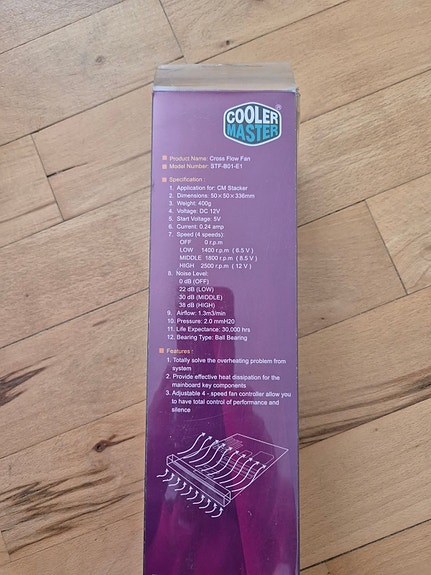 COOLER
MASTER
Product Name: Cross Flow Fan
Model Number: STF-B01-E1
Specification :
1. Application for: CM Stacker
2. Dimensions: 50×50×336mm
3. Weight: 400g
4. Voltage: DC 12V
5. Start Voltage: 5V
6. Current: 0.24 amp
7. Speed (4 speeds):
OFF 0 r.p.m
LOW 1400 r.p.m ( 6.5 V )
MIDDLE 1800 r.p.m ( 8.5 V )
HIGH 2500 r.p.m ( 12 V )
8. Noise Level:
0 dB (OFF)
22 dB (LOW)
30 dB (MIDDLE)
38 dB (HIGH)
9. Airflow: 1.3m3/min
10. Pressure: 2.0 mmH20
11. Life Expectance: 30,000 hrs
12. Bearing Type: Ball Bearing
Features :
1. Totally solve the overheating problem from
system
2. Provide effective heat dissipation for the
mainboard key components
3. Adjustable 4 - speed fan controller allow you
to have total control of performance and
silence